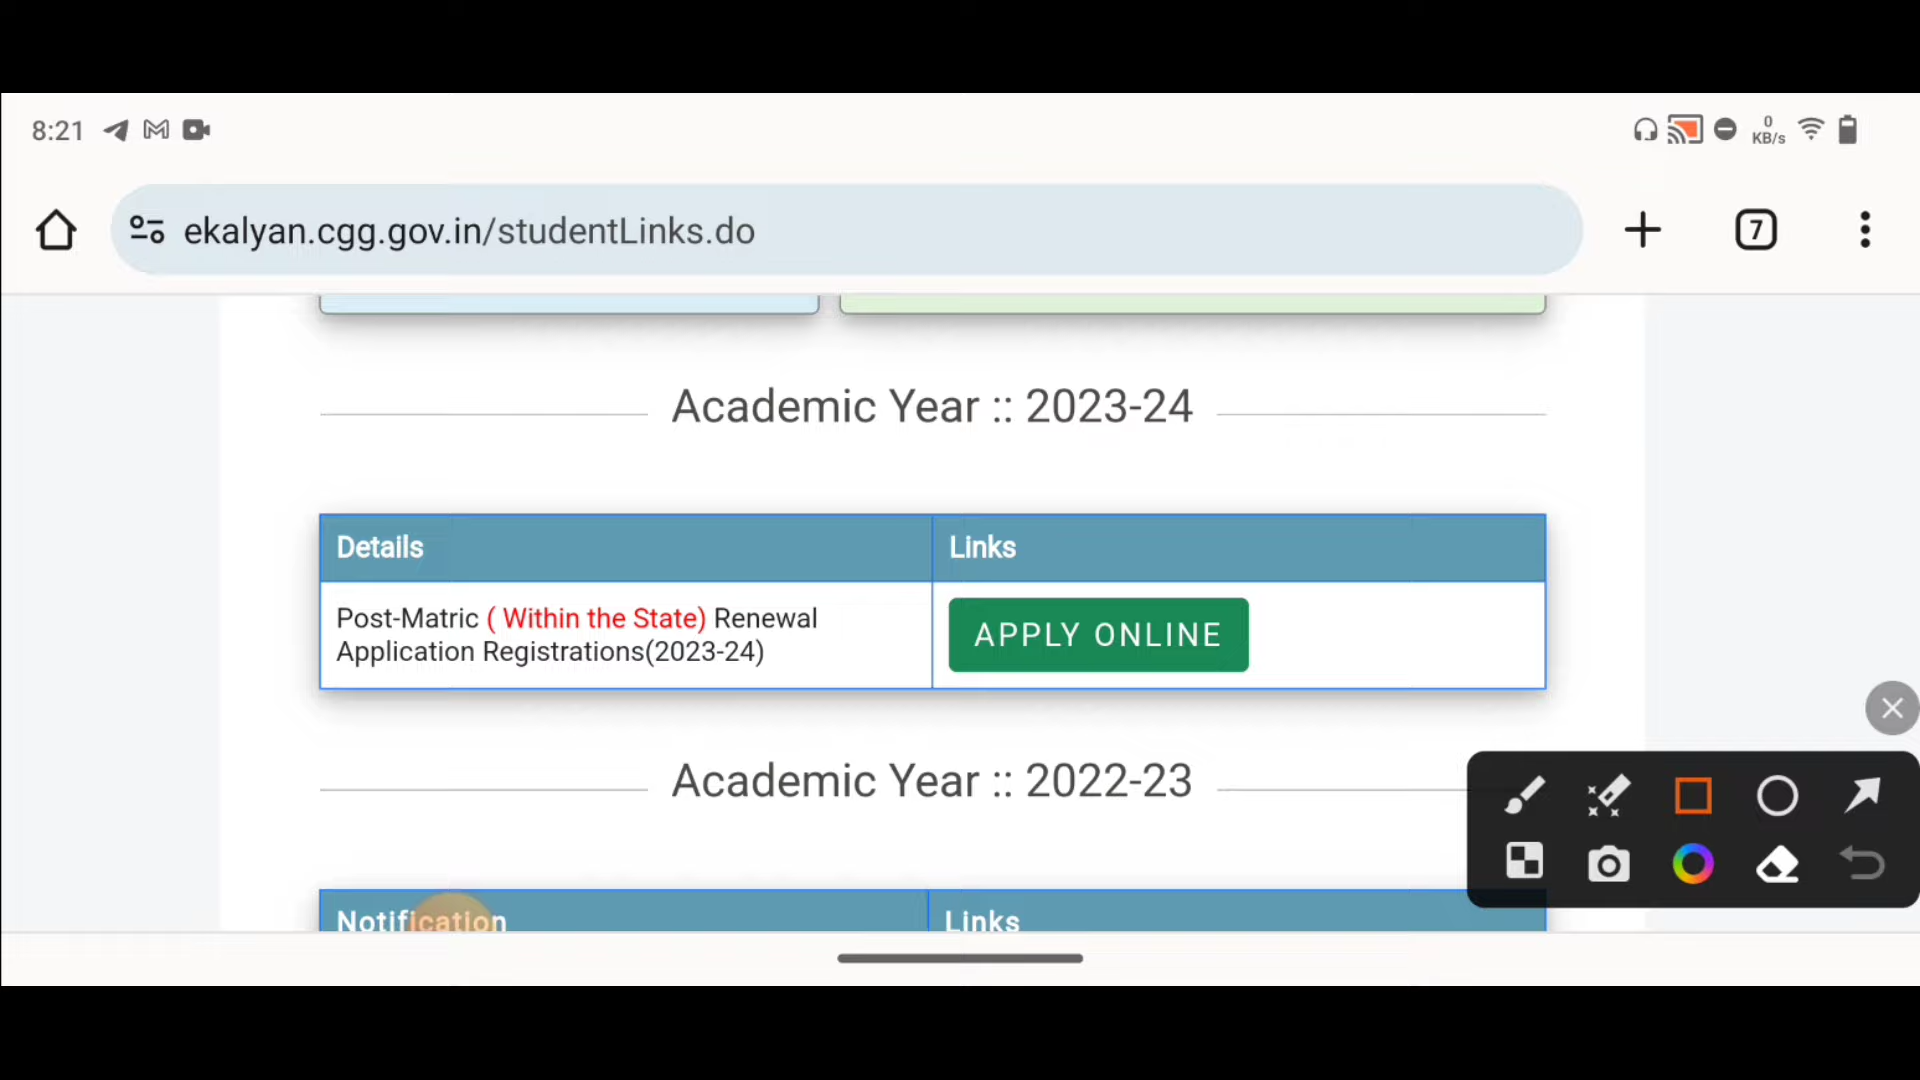 8:21
0
KB/s
ekalyan.cgg.gov.in/studentLinks.do
7
Academic Year :: 2023-24
Details
Links
Post-Matric ( Within the State) Renewal
Application Registrations(2023-24)
APPLY ONLINE
Academic Year :: 2022-23
Notification
Links